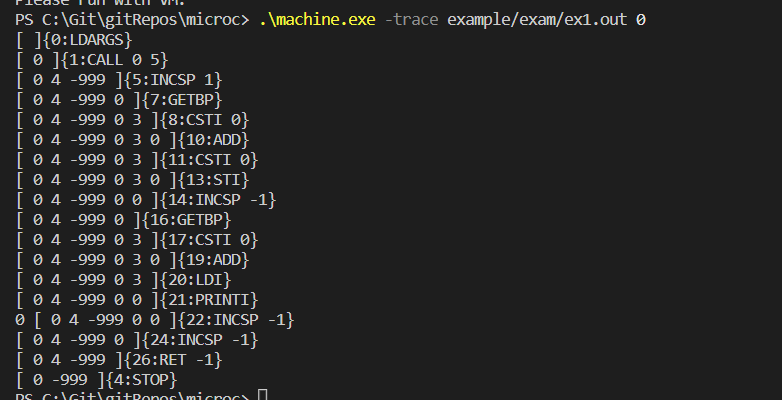 Please run with VM.
PS C:\Git\gitRepos\microc> .\machine.exe -trace example/exam/ex1.out 0
[ ]{0:LDARGS}
[ 0 ]{1:CALL 0 5}
[ 0 4 -999 ]{5:INCSP 1}
[ 0 4 -999 0 ]{7:GETBP}
[ 0 4 -999 0 3 ]{8:CSTI 0}
[ 0 4 -999 0 3 0 ]{10:ADD}
[ 0 4 -999 0 3 ]{11:CSTI 0}
[ 0 4 -999 0 3 0 ]{13:STI}
[ 0 4 -999 0 0 ]{14:INCSP -1}
[ 0 4 -999 0 ]{16:GETBP}
[ 0 4 -999 0 3 ]{17:CSTI 0}
[ 0 4 -999 0 3 0 ]{19:ADD}
[ 0 4 -999 0 3 ]{20:LDI}
[ 0 4 -999 0 0 ]{21:PRINTI}
0 [ 0 4 -999 0 0 ]{22:INCSP -1}
[ 0 4 -999 0 ]{24:INCSP -1}
[ 0 4 -999 ]{26:RET -1}
[ 0 -999 ]{4:STOP}
PS C:\Git\gitRepos\microc>